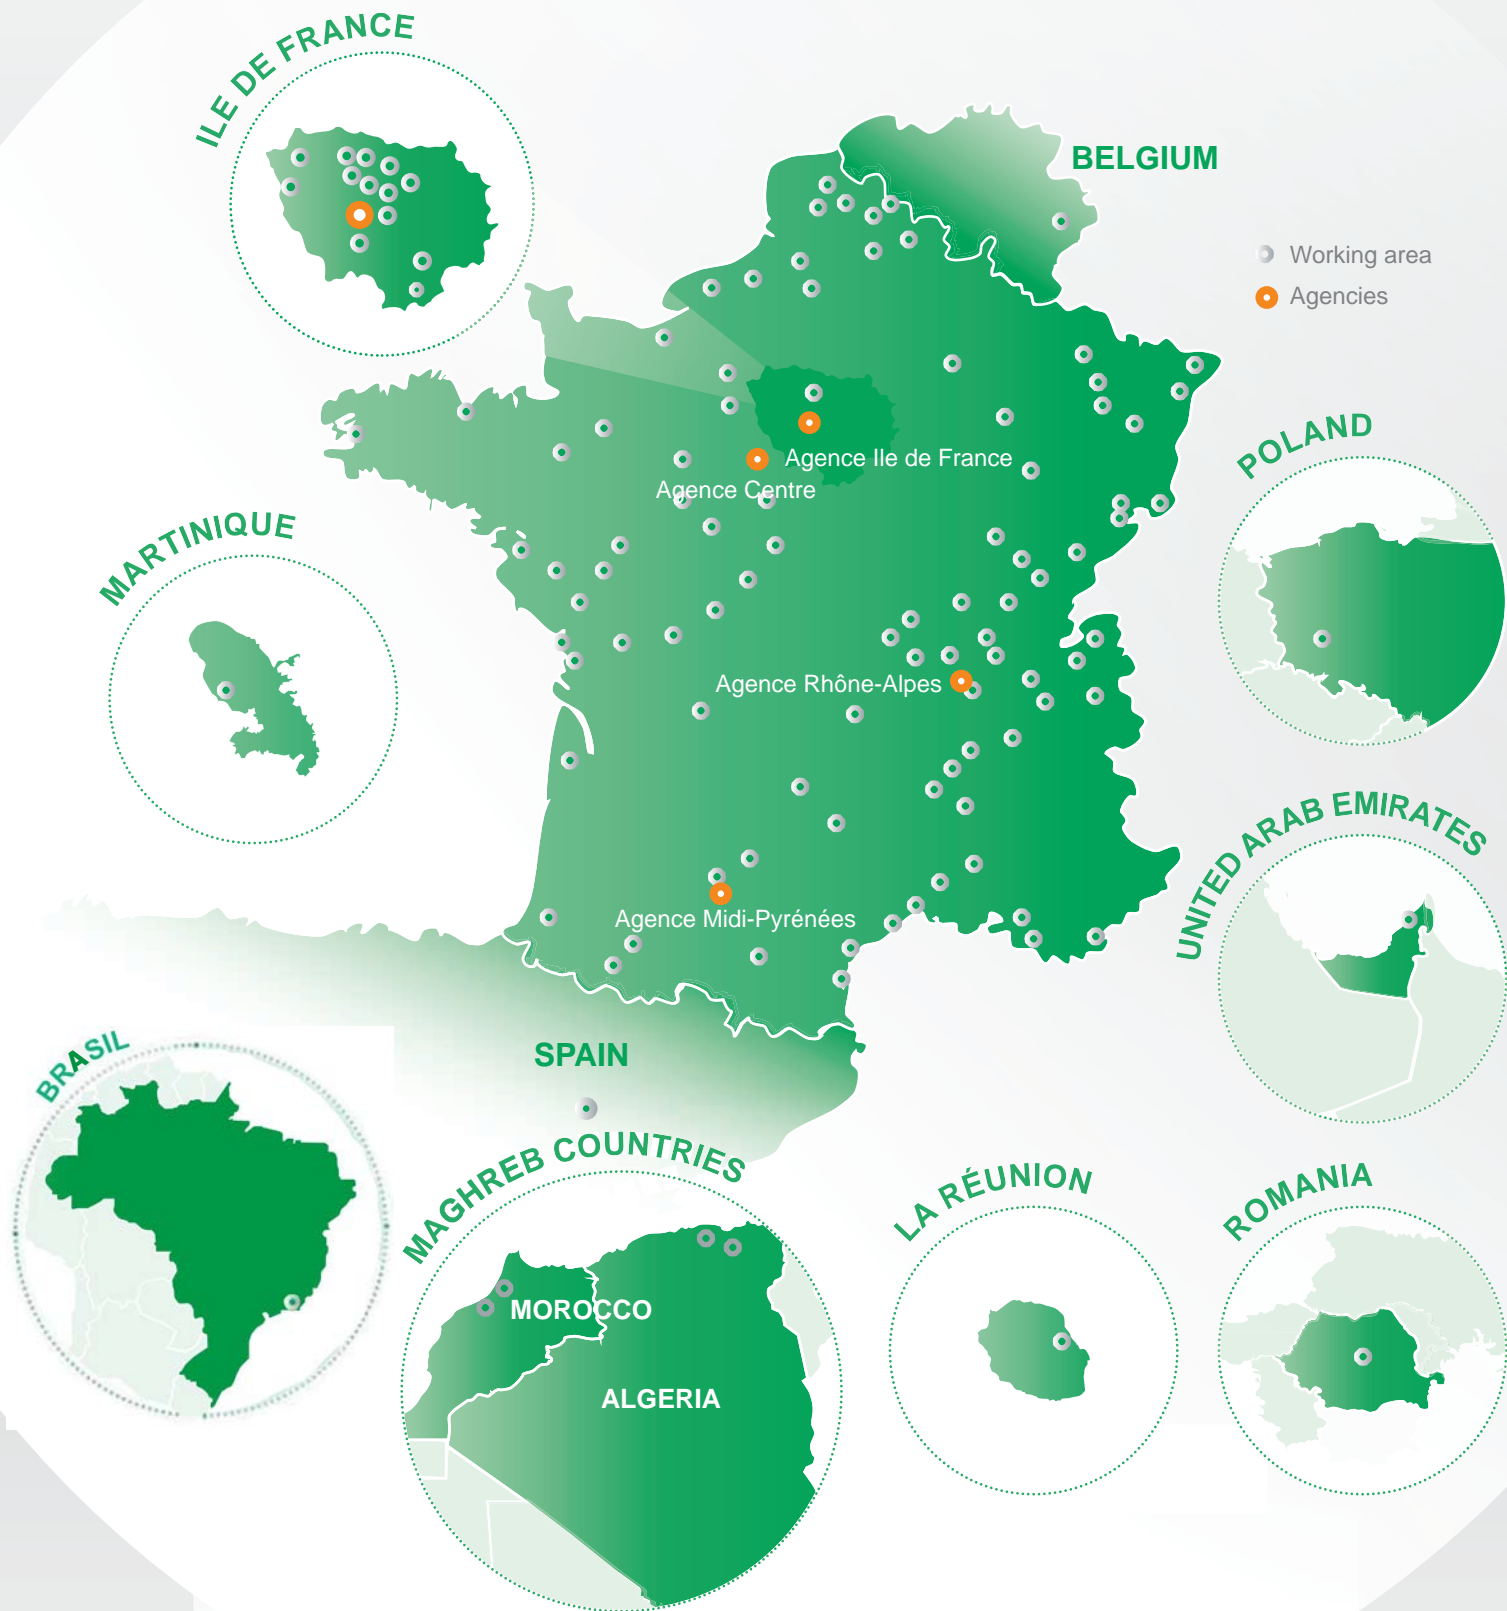 ILE DE FRANCE
BELGIUM
Working area
Agencies
Agence Ile de France
Agence Centre
POLAND
MARTINIQUE
Agence Rhône-Alpes
UNITED ARAB EMIRATES
Agence Midi-Pyrénées
BRASIL
SPAIN
MAGHREB COUNTRIES
LA RÉUNION
ROMANIA
MOROCCO
ALGERIA